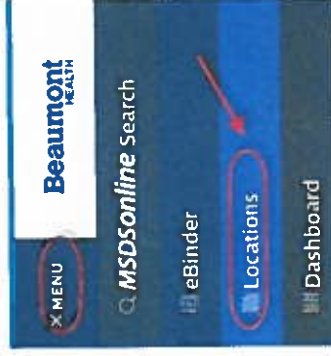 X MENU
Beaumont
HEALTH
MSDSonline Search
eBinder
Locations
Dashboard